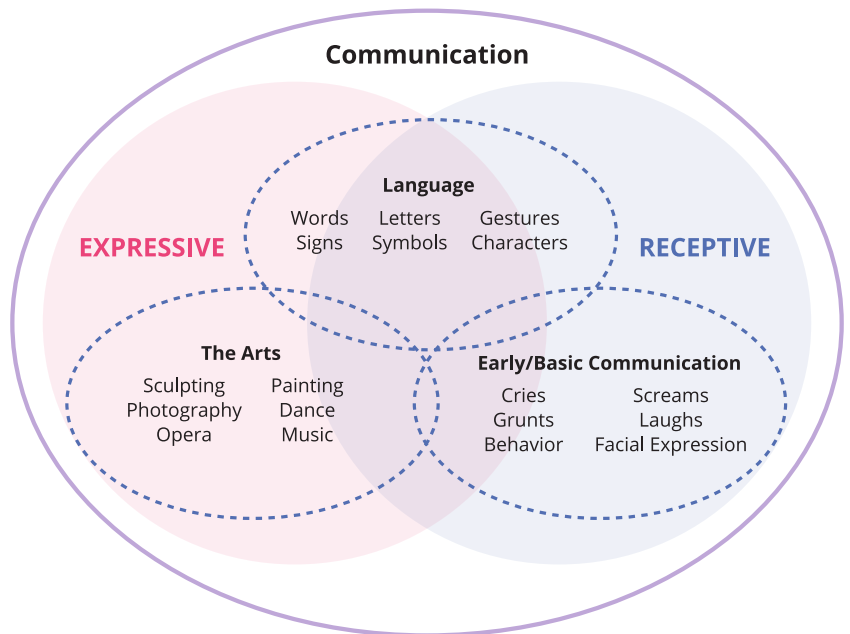 Communication
Language
Words Letters Gestures
Signs Symbols Characters
EXPRESSIVE
RECEPTIVE
The Arts
Sculpting Painting
Photography Dance
Opera Music
Early/Basic Communication
Cries Screams
Grunts Laughs
Behavior Facial Expression